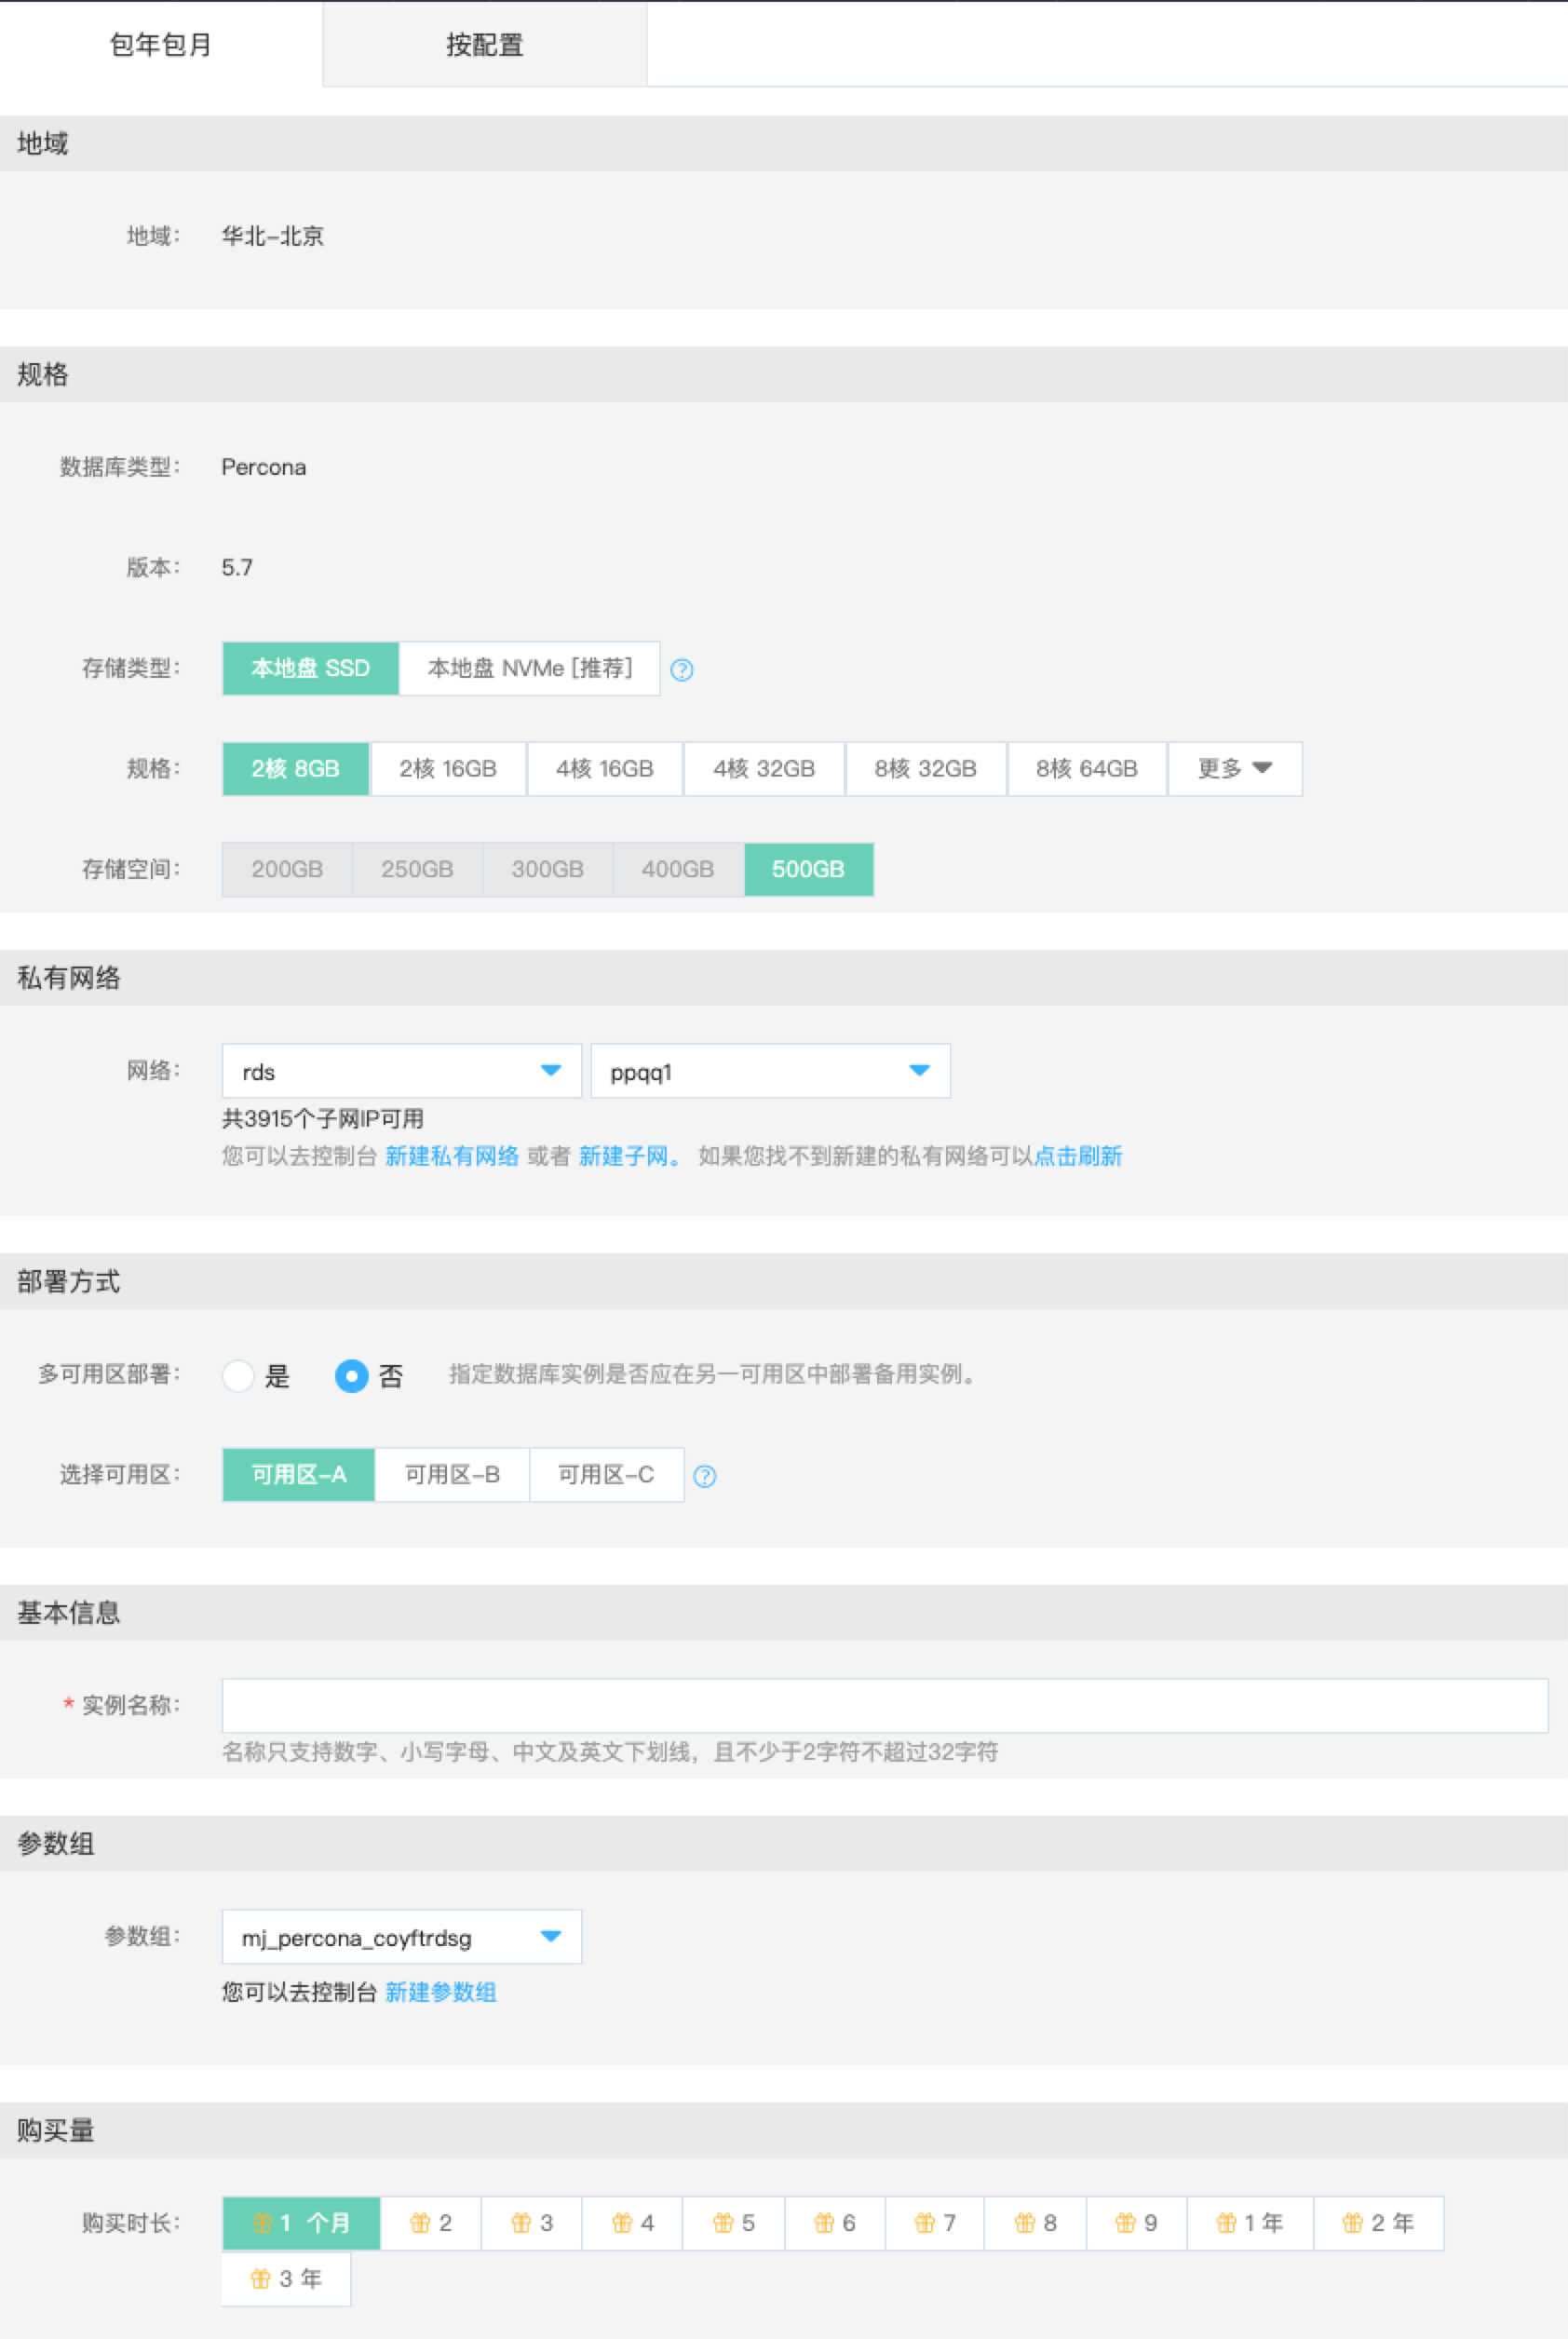 包年包月 按配置
地域
地域： 华北-北京
规格
数据库类型： Percona
版本： 5.7
存储类型： 本地盘 SSD 本地盘 NVMe [推荐] ?
规格： 2核 8GB 2核 16GB 4核 16GB 4核 32GB 8核 32GB 8核 64GB 更多
存储空间： 200GB 250GB 300GB 400GB 500GB
私有网络
网络： rds ppqq1
共3915个子网IP可用
您可以去控制台 新建私有网络 或者 新建子网。 如果您找不到新建的私有网络可以点击刷新
部署方式
多可用区部署： 是 否 指定数据库实例是否应在另一可用区中部署备用实例。
选择可用区： 可用区-A 可用区-B 可用区-C ?
基本信息
* 实例名称：
名称只支持数字、小写字母、中文及英文下划线，且不少于2字符不超过32字符
参数组
参数组： mj_percona_coyftrdsg
您可以去控制台 新建参数组
购买量
购买时长： 1 个月 2 3 4 5 6 7 8 9 1 年 2 年
3 年